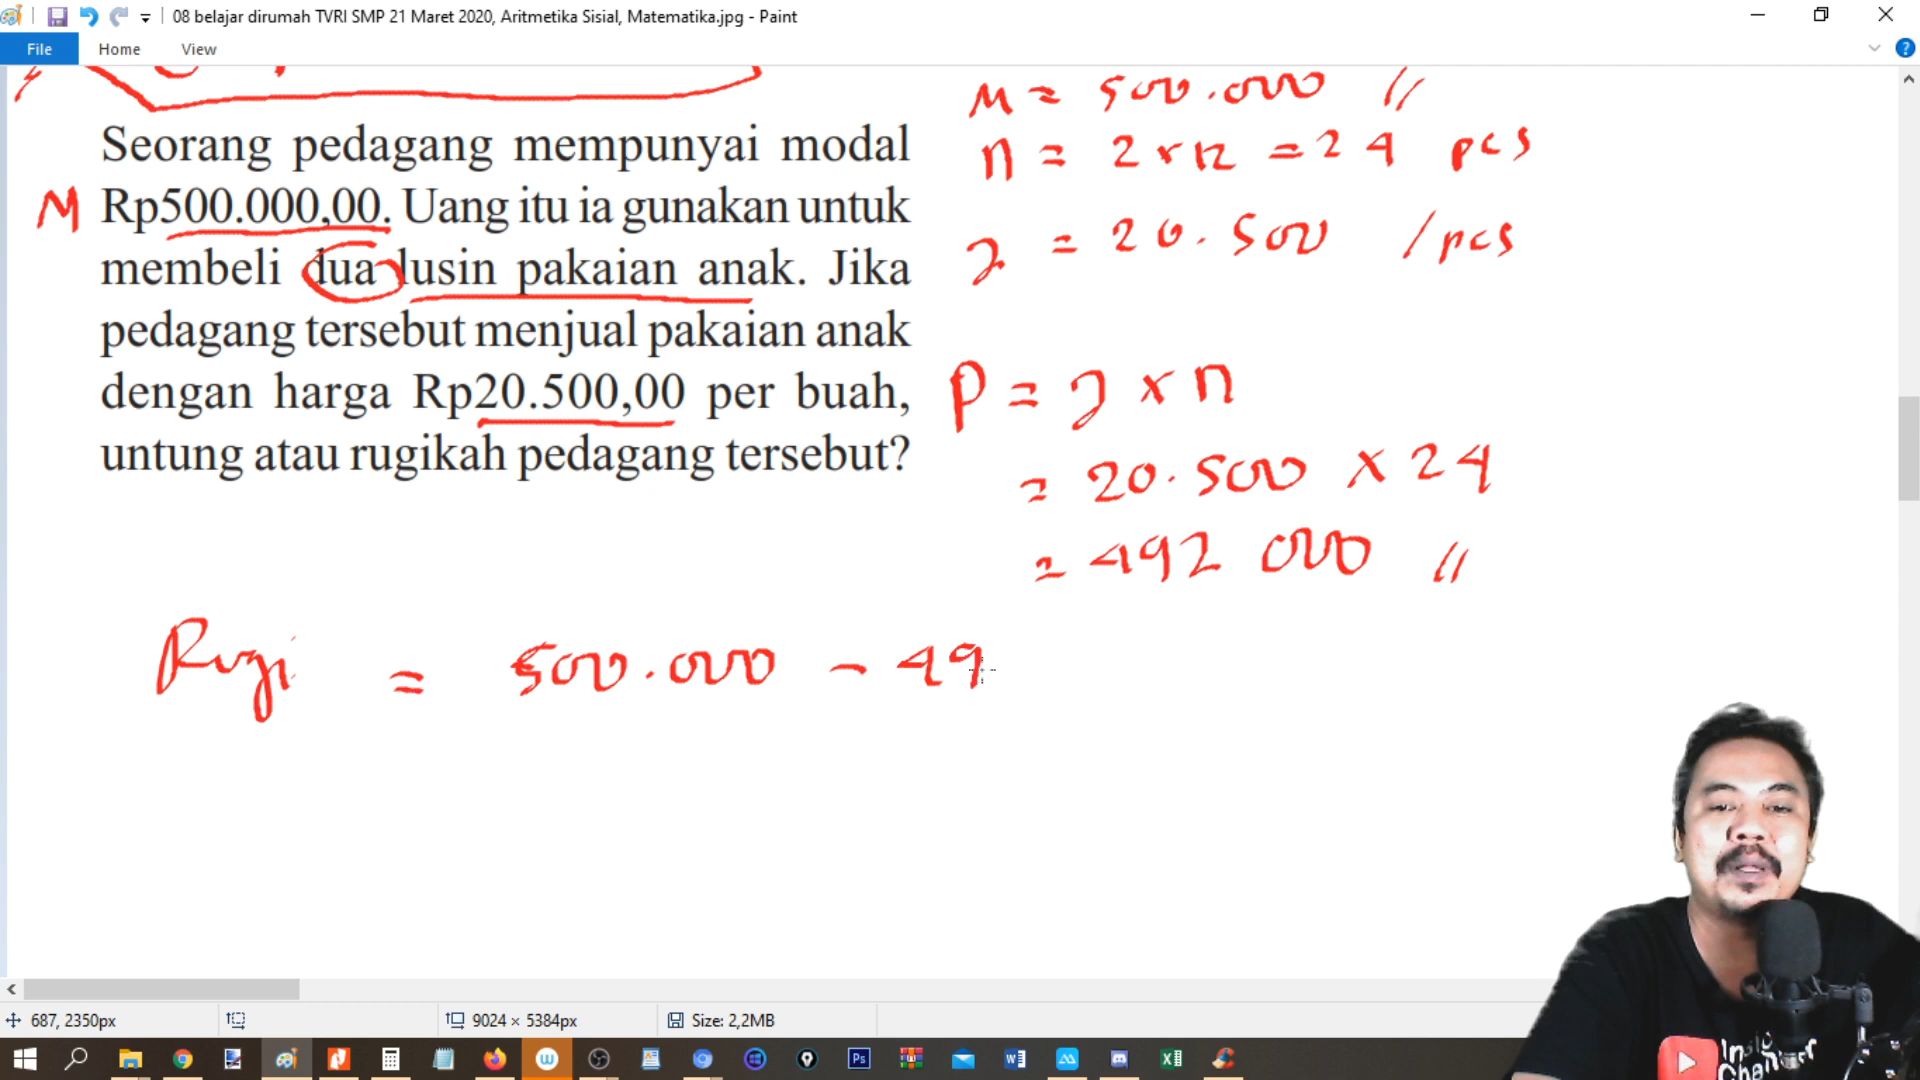 08 belajar dirumah TVRI SMP 21 Maret 2020, Aritmetika Sisial, Matematika.jpg - Paint
File Home View
Seorang pedagang mempunyai modal
Rp500.000,00. Uang itu ia gunakan untuk
membeli dua lusin pakaian anak. Jika
pedagang tersebut menjual pakaian anak
dengan harga Rp20.500,00 per buah,
untung atau rugikah pedagang tersebut?
M
M = 500.000 //
n = 2 x 12 = 24 pcs
J = 20.500 /pcs
P = J x n
= 20.500 x 24
= 492 000 //
Rugi = 500.000 - 49
687, 2350px
9024 × 5384px
Size: 2,2MB
Ps